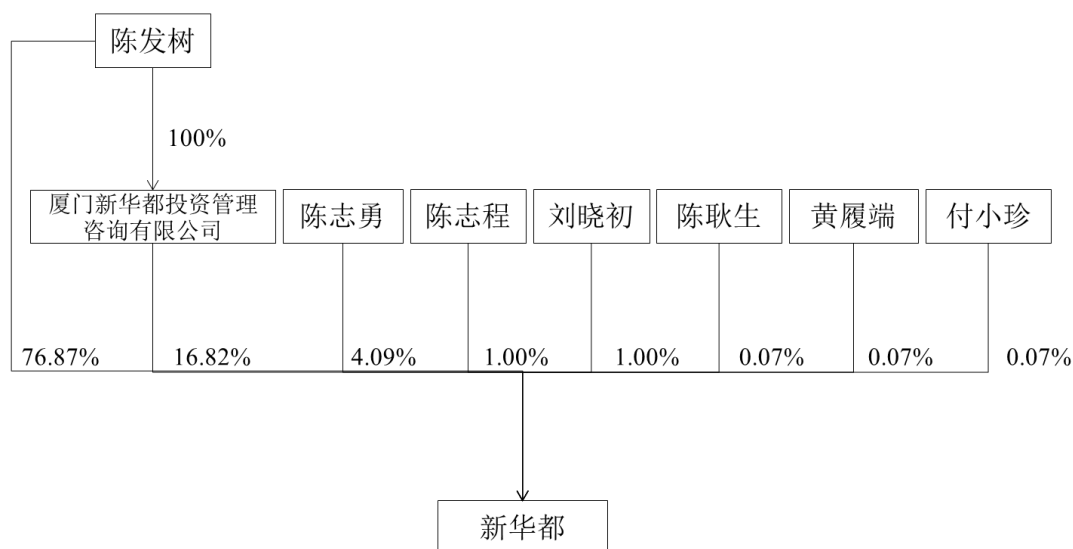 陈发树
100%
厦门新华都投资管理
咨询有限公司
陈志勇
陈志程
刘晓初
陈耿生
黄履端
付小珍
76.87%
16.82%
4.09%
1.00%
1.00%
0.07%
0.07%
0.07%
新华都